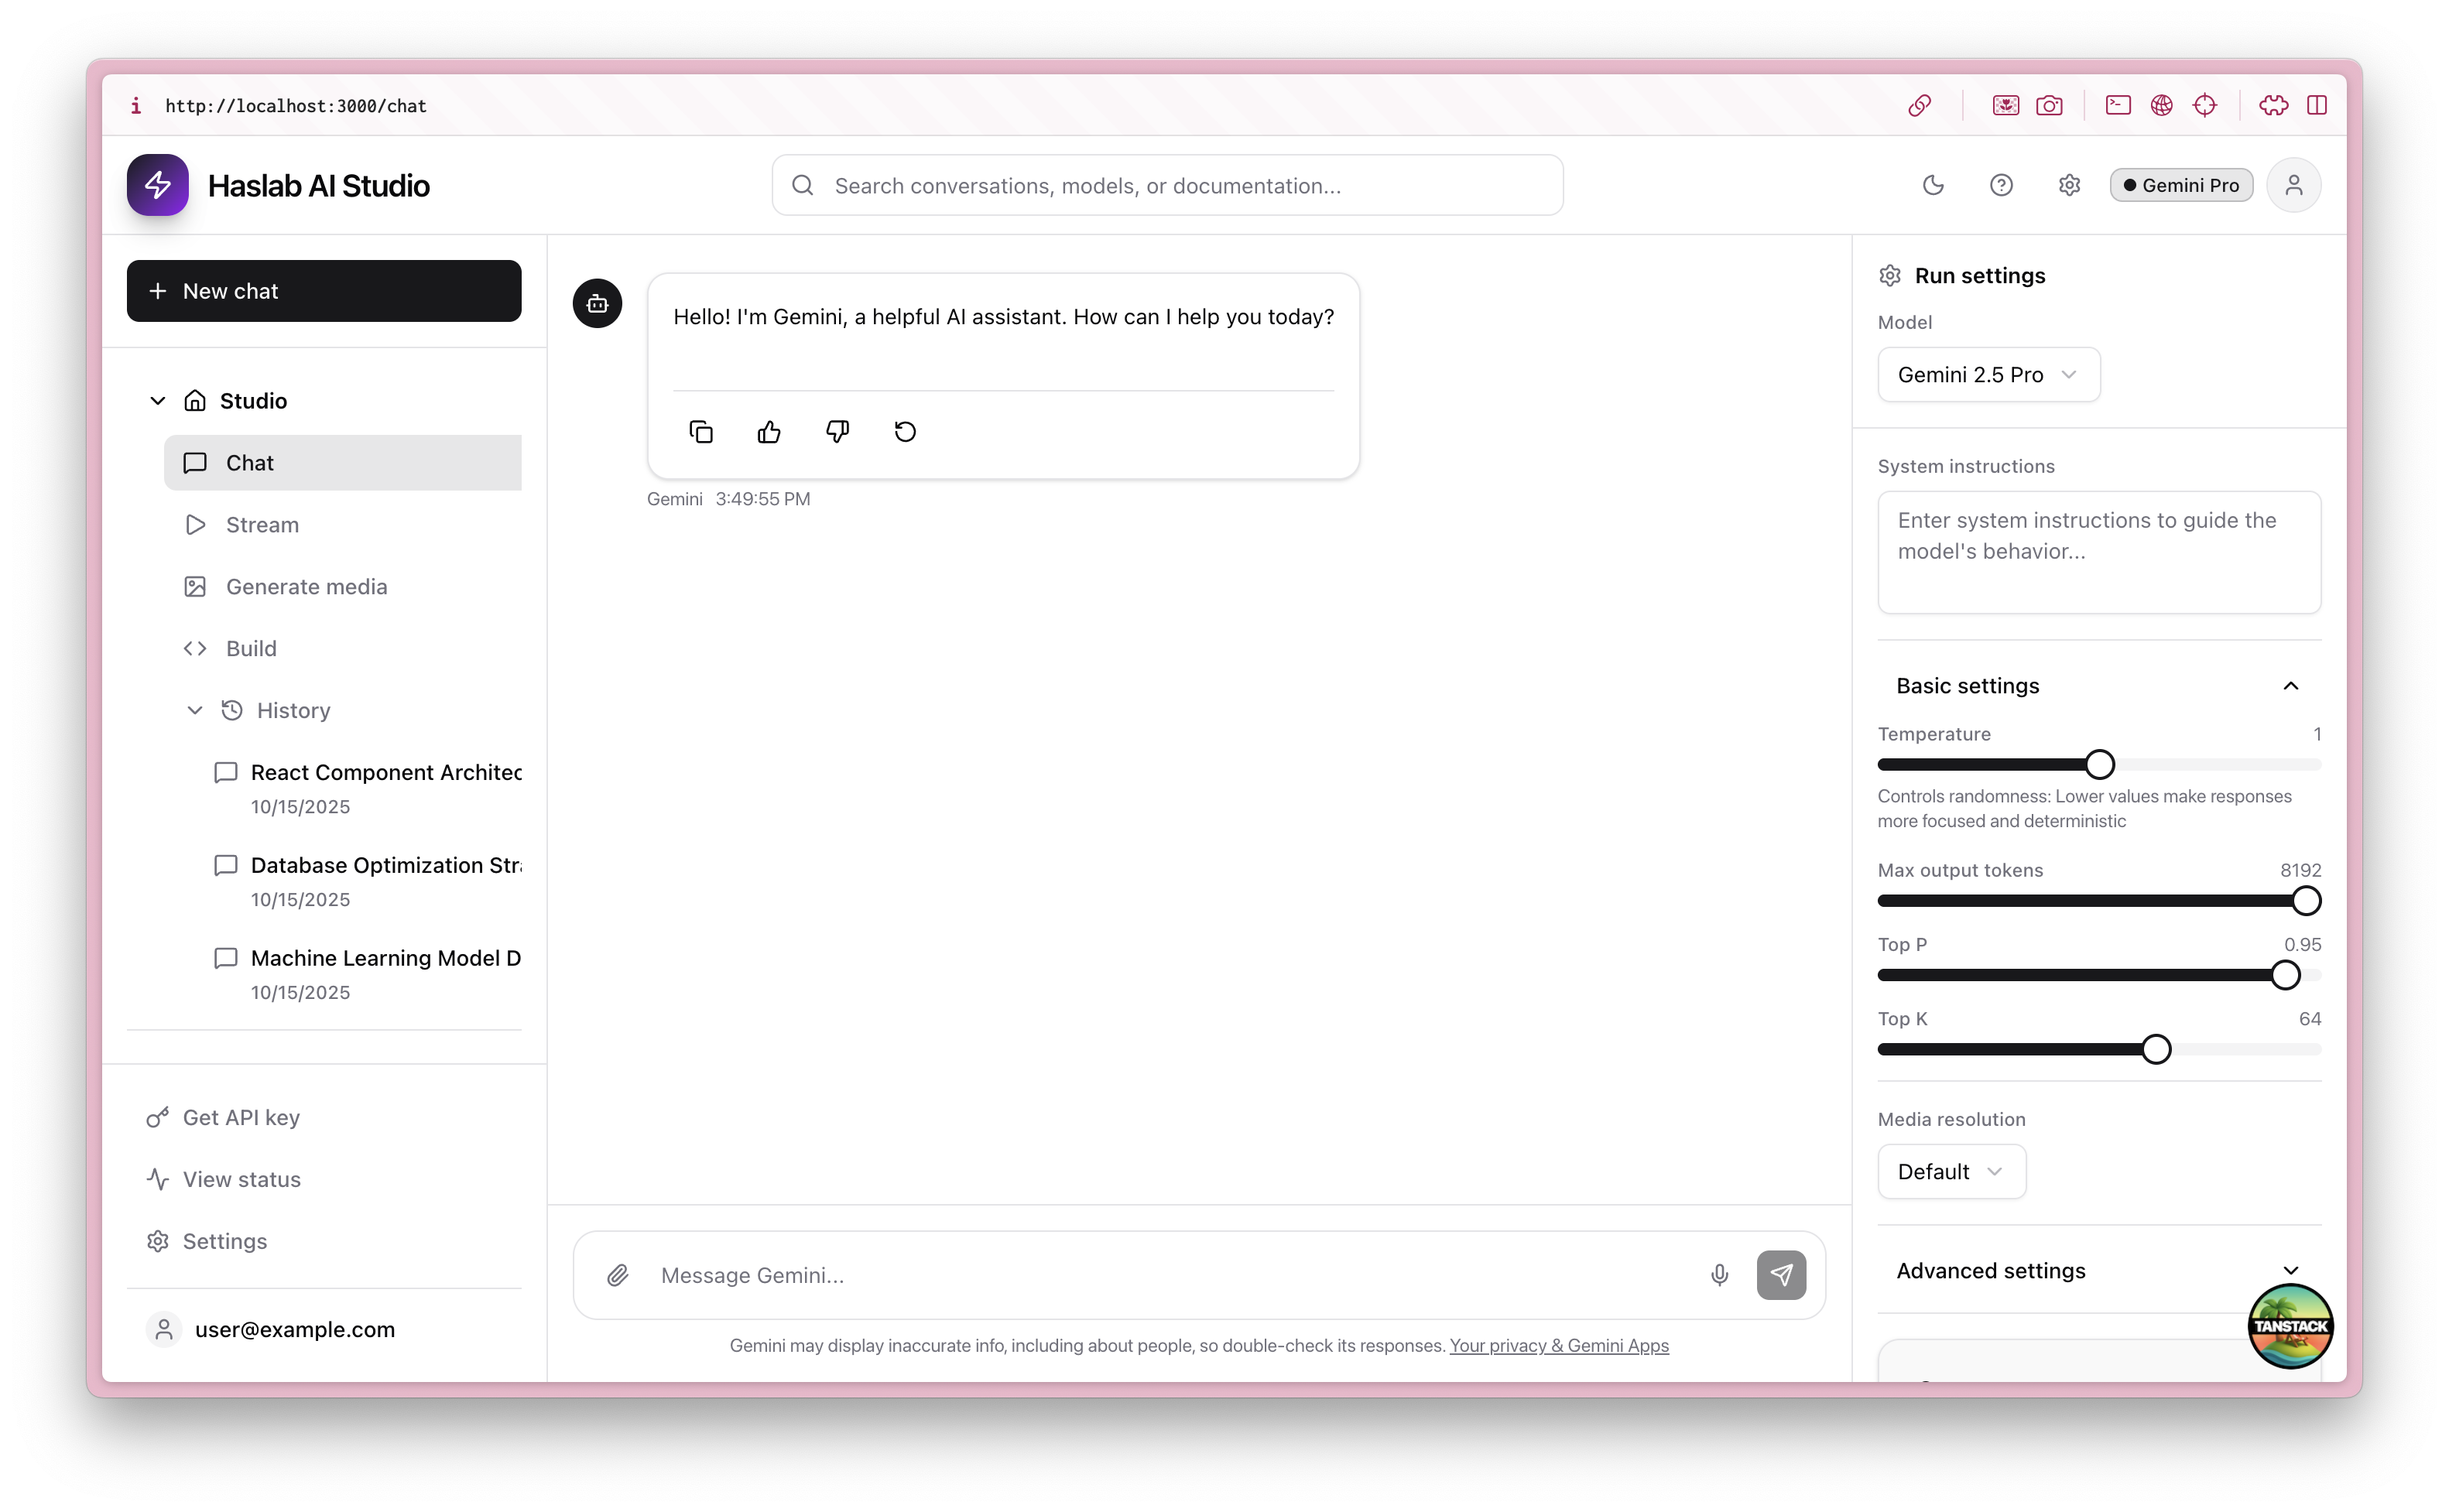 http://localhost:3000/chat
Haslab AI Studio
Search conversations, models, or documentation...
Gemini Pro
New chat
Studio
Chat
Stream
Generate media
Build
History
React Component Architec
10/15/2025
Database Optimization Stra
10/15/2025
Machine Learning Model D
10/15/2025
Get API key
View status
Settings
user@example.com
Hello! I'm Gemini, a helpful AI assistant. How can I help you today?
Gemini 3:49:55 PM
Message Gemini...
Gemini may display inaccurate info, including about people, so double-check its responses. Your privacy & Gemini Apps
Run settings
Model
Gemini 2.5 Pro
System instructions
Enter system instructions to guide the
model's behavior...
Basic settings
Temperature 1
Controls randomness: Lower values make responses
more focused and deterministic
Max output tokens 8192
Top P 0.95
Top K 64
Media resolution
Default
Advanced settings
TANSTACK